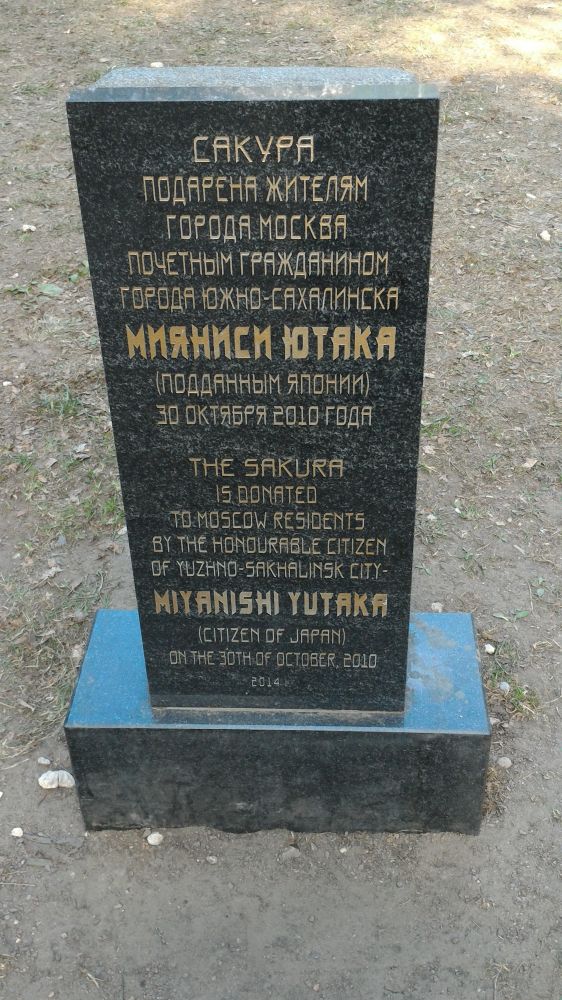 САКУРА
ПОДАРЕНА ЖИТЕЛЯМ
ГОРОДА МОСКВА
ПОЧЕТНЫМ ГРАЖДАНИНОМ
ГОРОДА ЮЖНО-САХАЛИНСКА
МИЯНИСИ ЮТАКА
(ПОДДАННЫМ ЯПОНИИ)
30 ОКТЯБРЯ 2010 ГОДА
THE SAKURA
IS DONATED
TO MOSCOW RESIDENTS
BY THE HONOURABLE CITIZEN
OF YUZHNO-SAKHALINSK CITY-
MIYANISHI YUTAKA
(CITIZEN OF JAPAN)
ON THE 30TH OF OCTOBER, 2010
2014